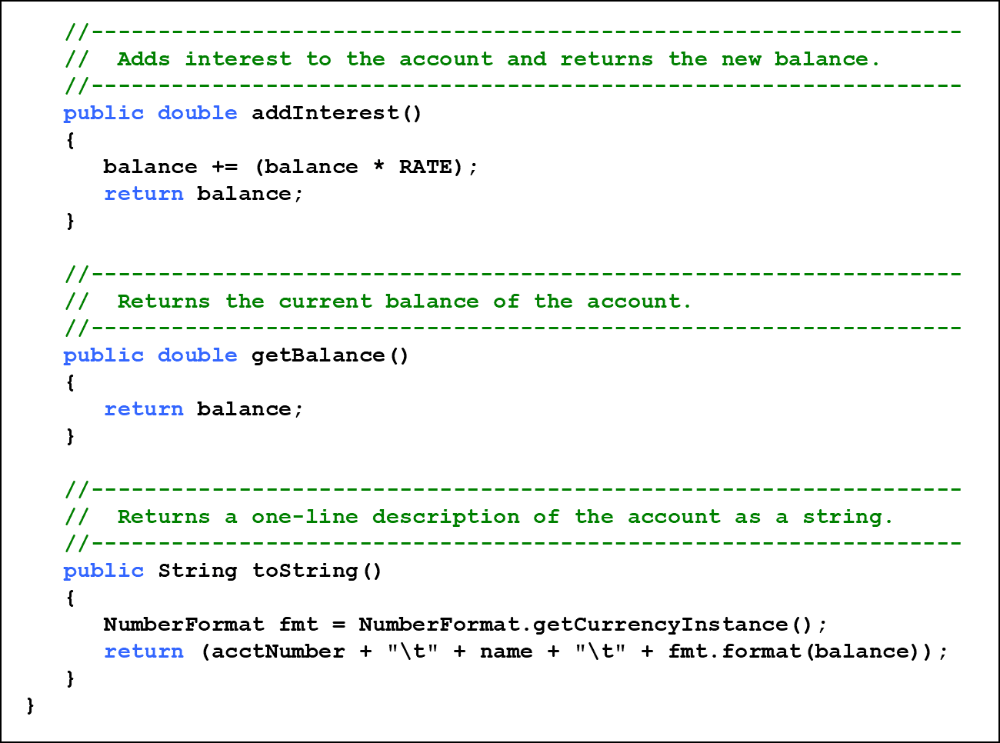 //-----------------------------------------------------------------
//  Adds interest to the account and returns the new balance.
//-----------------------------------------------------------------
public double addInterest()
{
   balance += (balance * RATE);
   return balance;
}

//-----------------------------------------------------------------
//  Returns the current balance of the account.
//-----------------------------------------------------------------
public double getBalance()
{
   return balance;
}

//-----------------------------------------------------------------
//  Returns a one-line description of the account as a string.
//-----------------------------------------------------------------
public String toString()
{
   NumberFormat fmt = NumberFormat.getCurrencyInstance();
   return (acctNumber + "\t" + name + "\t" + fmt.format(balance));
}
}